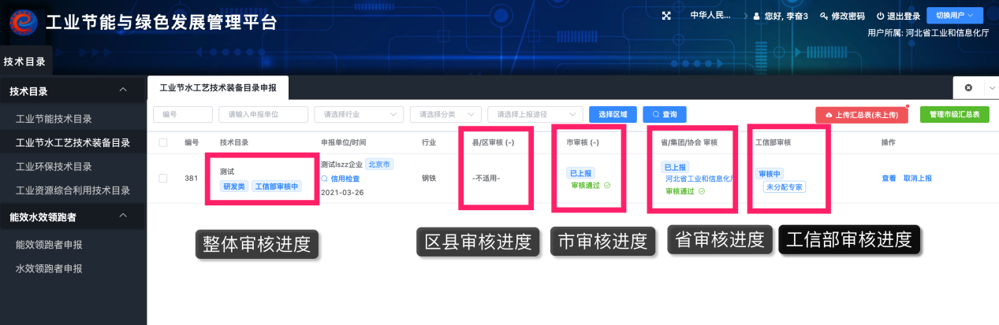 工业节能与绿色发展管理平台
中华人民...
您好, 李奋3
修改密码
退出登录
切换用户
用户所属: 河北省工业和信息化厅
技术目录
技术目录
工业节能技术目录
工业节水工艺技术装备目录
工业环保技术目录
工业资源综合利用技术目录
能效水效领跑者
能效领跑者申报
水效领跑者申报
工业节水工艺技术装备目录申报
编号
请输入申报单位
请选择行业
请选择分类
请选择上报途径
选择区域
查询
上传汇总表(未上传)
管理市级汇总表
编号 技术目录 申报单位/时间 行业 县/区审核 (-) 市审核 (-) 省/集团/协会 审核 工信部审核 操作
381
测试
研发类 工信部审核中
测试lszz企业 北京市
信用检查
2021-03-26
钢铁
-不适用-
已上报
审核通过
已上报
河北省工业和信息化厅
审核通过
审核中
未分配专家
查看 取消上报
整体审核进度
区县审核进度
市审核进度
省审核进度
工信部审核进度